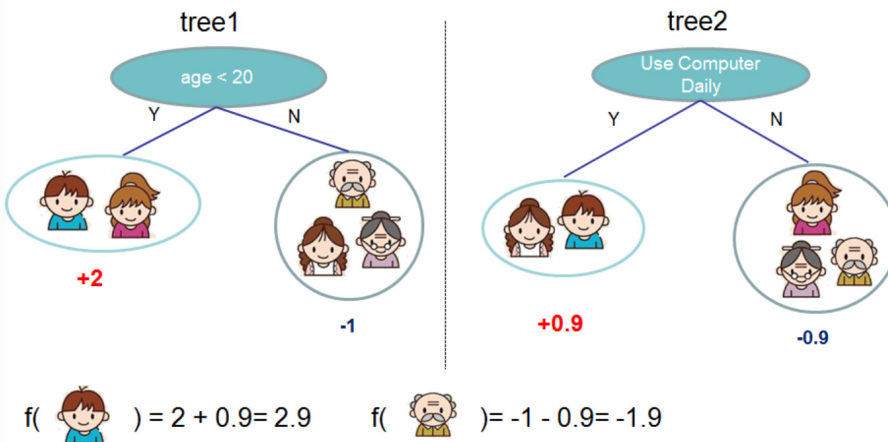 tree1
tree2
age < 20
Use Computer
Daily
Y
N
Y
N
+2
-1
+0.9
-0.9
f( ) = 2 + 0.9= 2.9
f( )= -1 - 0.9= -1.9